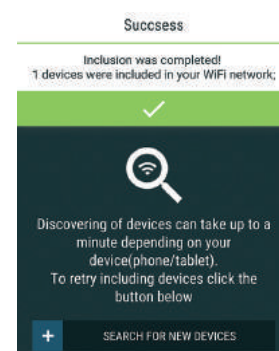 Succsess
Inclusion was completed!
1 devices were included in your WiFi network;
Discovering of devices can take up to a
minute depending on your
device(phone/tablet).
To retry including devices click the
button below
+ SEARCH FOR NEW DEVICES